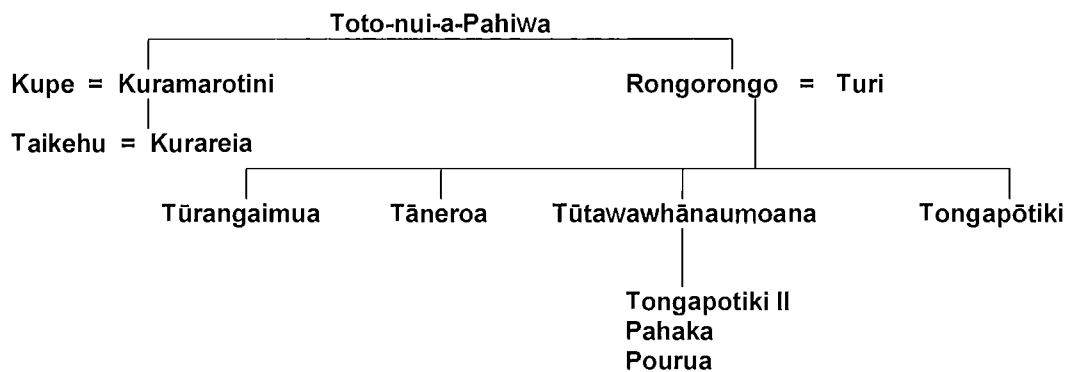 Toto-nui-a-Pahiwa
Kupe = Kuramarotini Rongorongo = Turi
Taikehu = Kurareia
Tūrangaimua Tāneroa Tūtawawhānaumoana Tongapōtiki
Tongapotiki II
Pahaka
Pourua